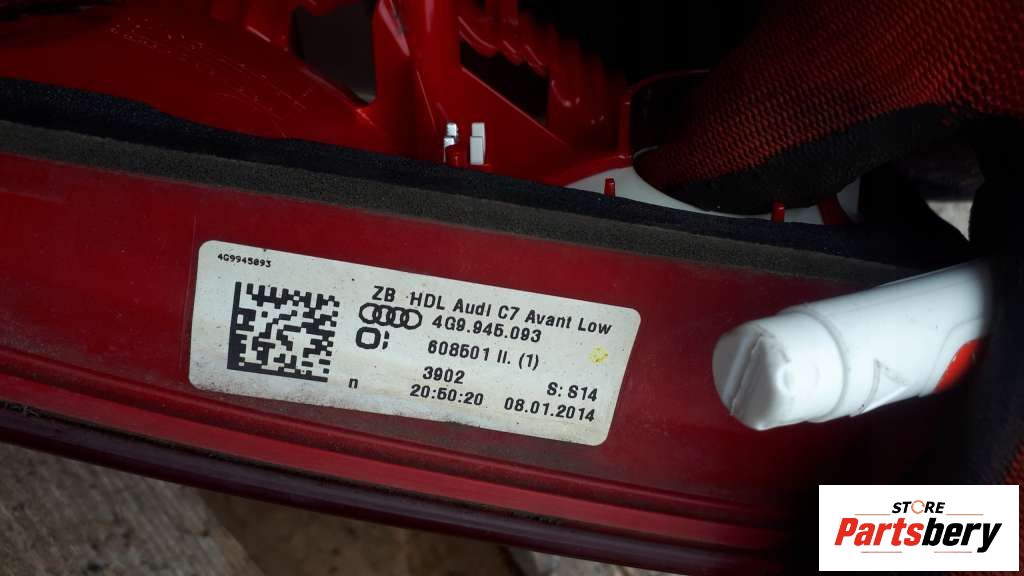 4G9945093
ZB HDL Audi C7 Avant Low
4G9.945.093
608501 II. (1)
3902
S: S14
n
20:50:20 08.01.2014
STORE
Partsbery